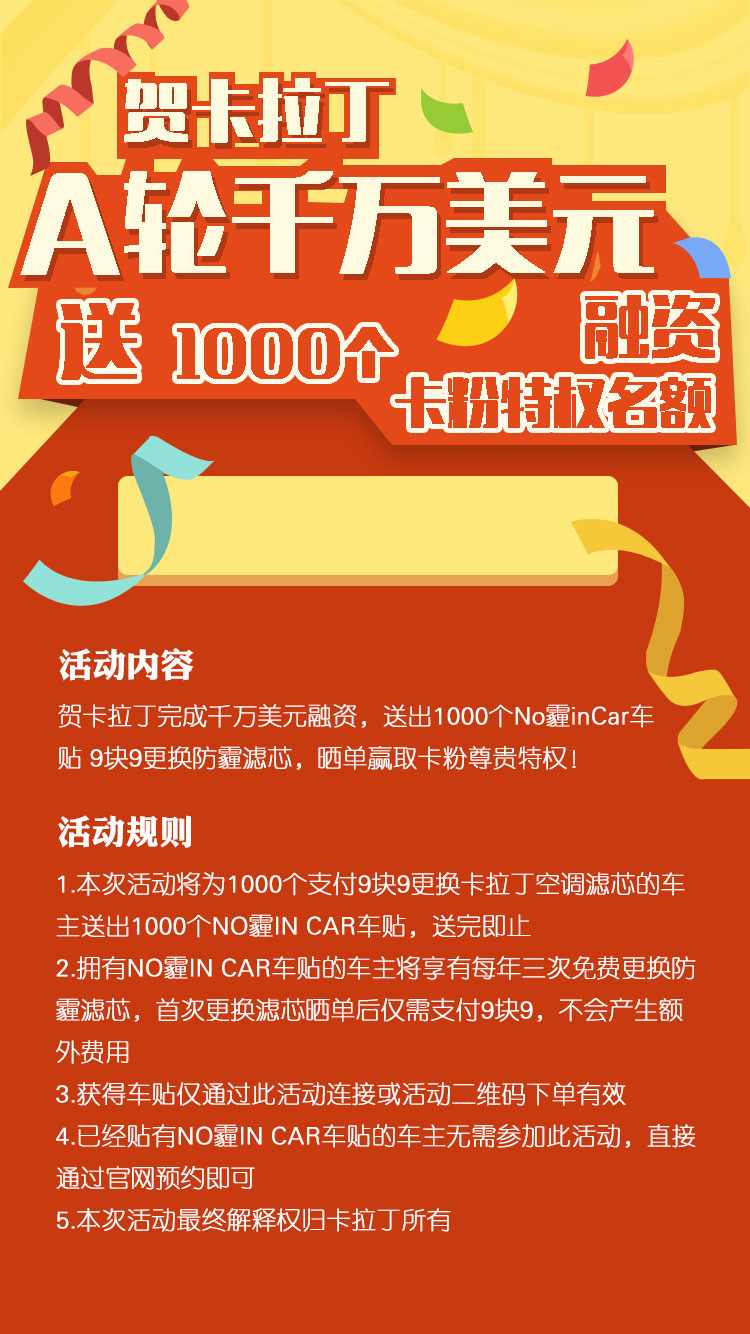 贺卡拉丁
A轮千万美元
融资
送 1000个
卡粉特权名额
活动内容
贺卡拉丁完成千万美元融资，送出1000个No霾inCar车
贴 9块9更换防霾滤芯，晒单赢取卡粉尊贵特权！
活动规则
1.本次活动将为1000个支付9块9更换卡拉丁空调滤芯的车
主送出1000个NO霾IN CAR车贴，送完即止
2.拥有NO霾IN CAR车贴的车主将享有每年三次免费更换防
霾滤芯，首次更换滤芯晒单后仅需支付9块9，不会产生额
外费用
3.获得车贴仅通过此活动连接或活动二维码下单有效
4.已经贴有NO霾IN CAR车贴的车主无需参加此活动，直接
通过官网预约即可
5.本次活动最终解释权归卡拉丁所有